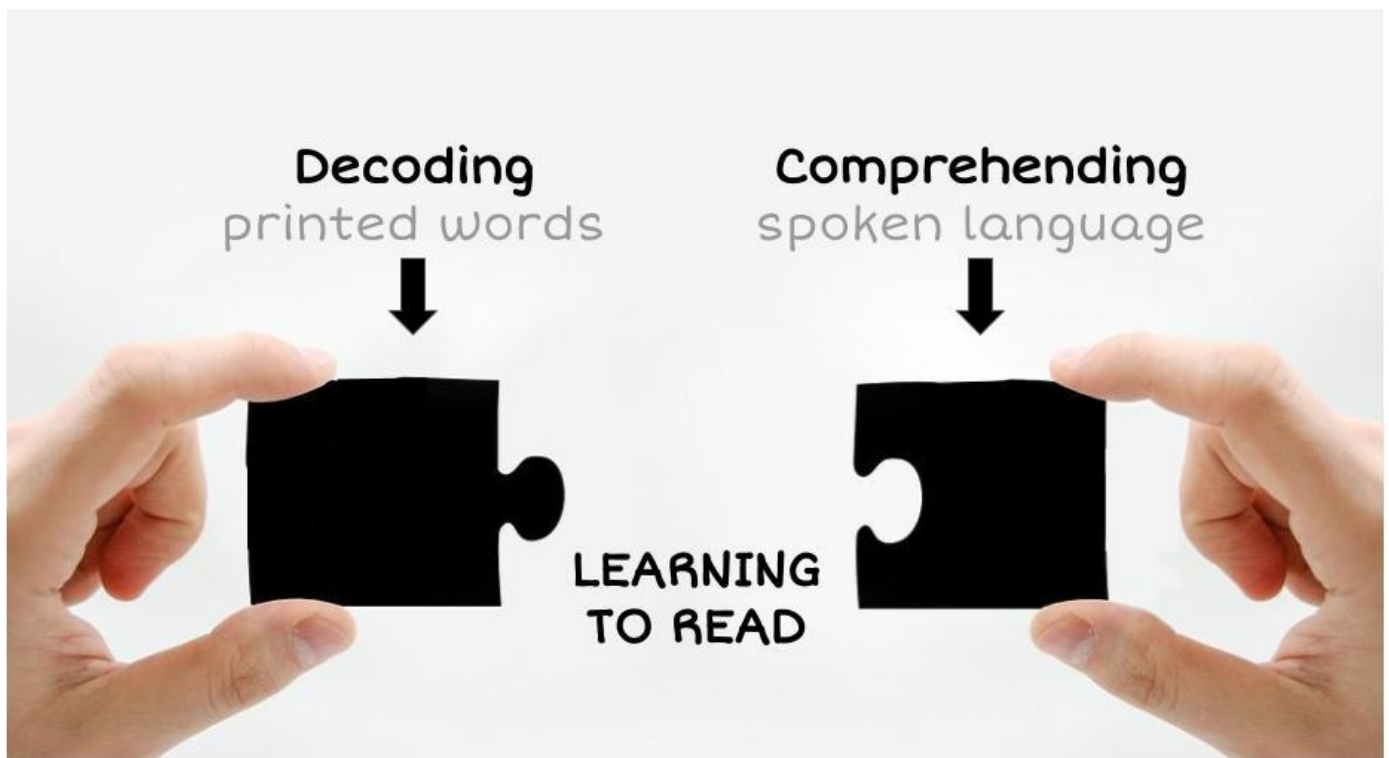 Decoding
printed words
Comprehending
spoken language
LEARNING
TO READ